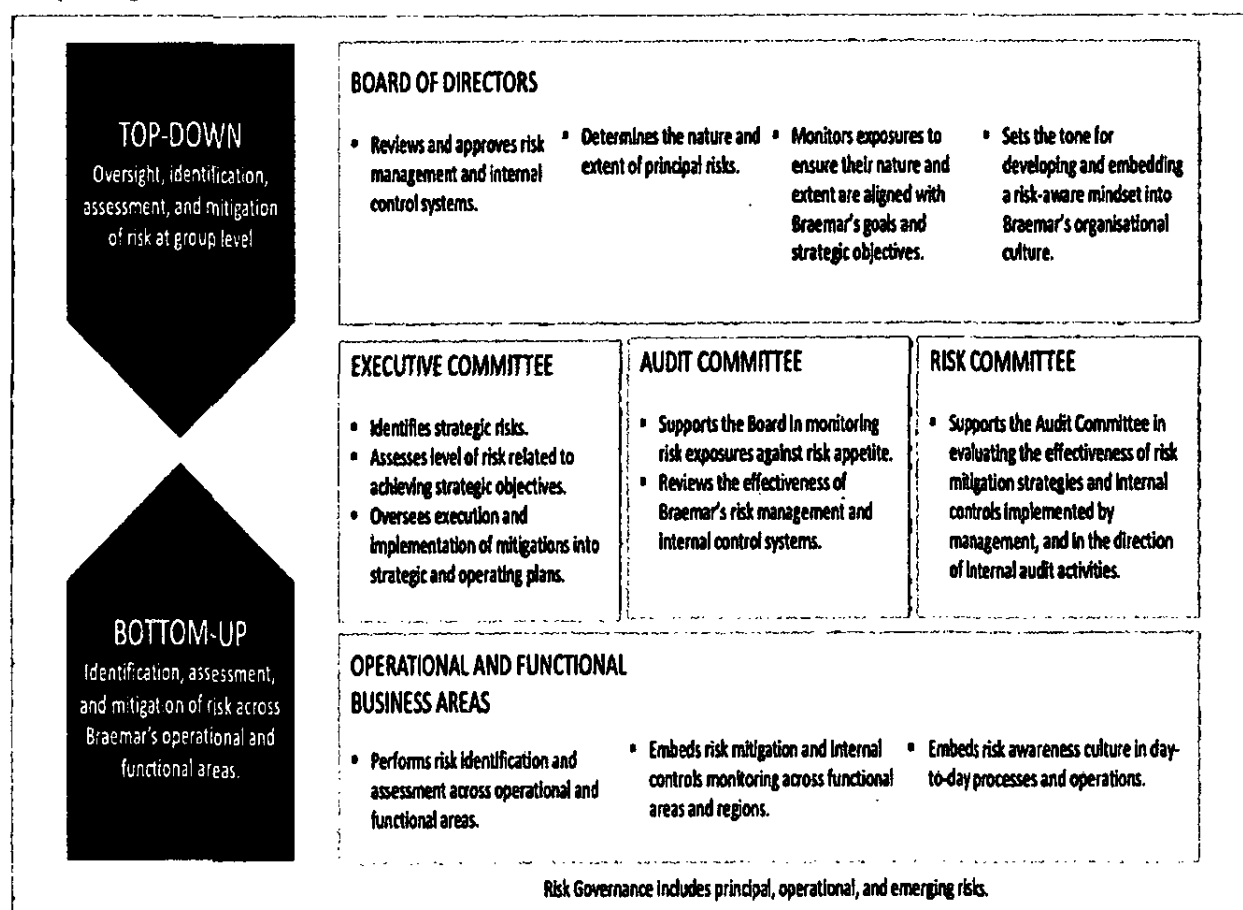 TOP-DOWN
Oversight, identification,
assessment, and mitigation
of risk at group level
BOARD OF DIRECTORS
▪ Reviews and approves risk
management and internal
control systems.
▪ Determines the nature and
extent of principal risks.
▪ Monitors exposures to
ensure their nature and
extent are aligned with
Braemar's goals and
strategic objectives.
▪ Sets the tone for
developing and embedding
a risk-aware mindset into
Braemar's organisational
culture.
EXECUTIVE COMMITTEE
▪ Identifies strategic risks.
▪ Assesses level of risk related to
achieving strategic objectives.
▪ Oversees execution and
implementation of mitigations into
strategic and operating plans.
AUDIT COMMITTEE
▪ Supports the Board in monitoring
risk exposures against risk appetite.
▪ Reviews the effectiveness of
Braemar's risk management and
internal control systems.
RISK COMMITTEE
▪ Supports the Audit Committee in
evaluating the effectiveness of risk
mitigation strategies and internal
controls implemented by
management, and in the direction
of internal audit activities.
BOTTOM-UP
Identification, assessment,
and mitigation of risk across
Braemar's operational and
functional areas.
OPERATIONAL AND FUNCTIONAL
BUSINESS AREAS
▪ Performs risk identification and
assessment across operational and
functional areas.
▪ Embeds risk mitigation and internal
controls monitoring across functional
areas and regions.
▪ Embeds risk awareness culture in day-
to-day processes and operations.
Risk Governance includes principal, operational, and emerging risks.